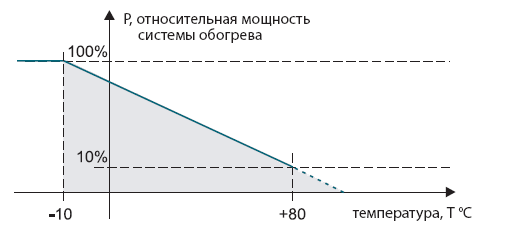 P, относительная мощность
системы обогрева
100%
10%
-10
+80
температура, T °C